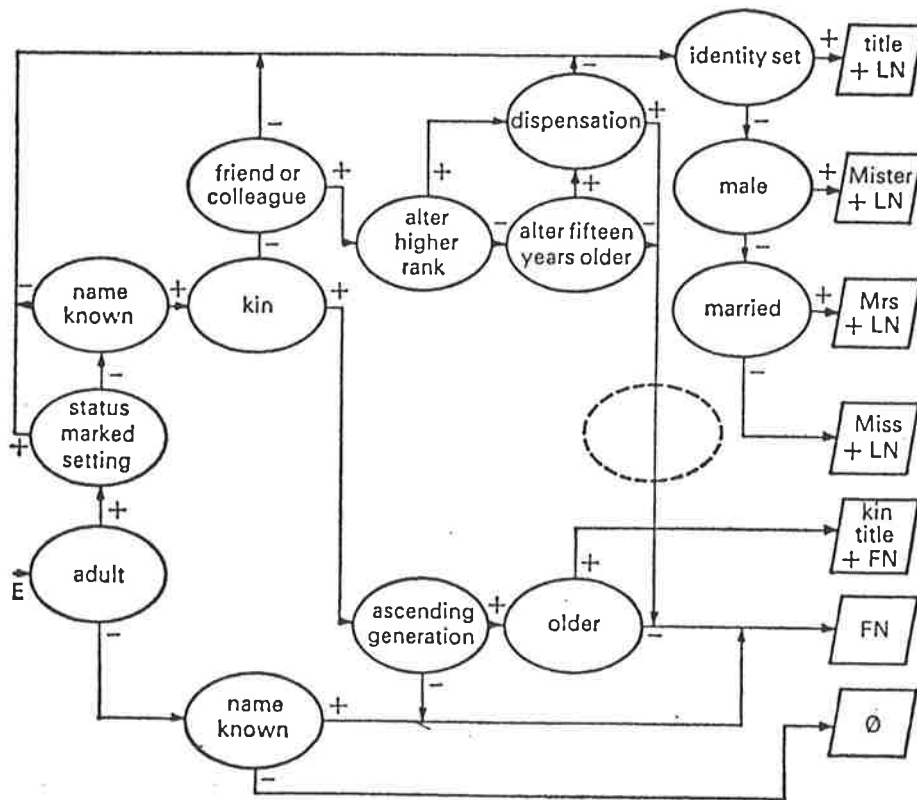 identity set
+
title
+ LN
−
dispensation
+
−
friend or
colleague
+
−
male
+
Mister
+ LN
−
alter
higher
rank
+
−
alter fifteen
years older
+
−
name
known
+
−
kin
+
−
married
+
Mrs
+ LN
−
status
marked
setting
+
−
Miss
+ LN
adult
E
+
−
kin
title
+ FN
ascending
generation
+
−
older
+
−
FN
name
known
+
−
Ø